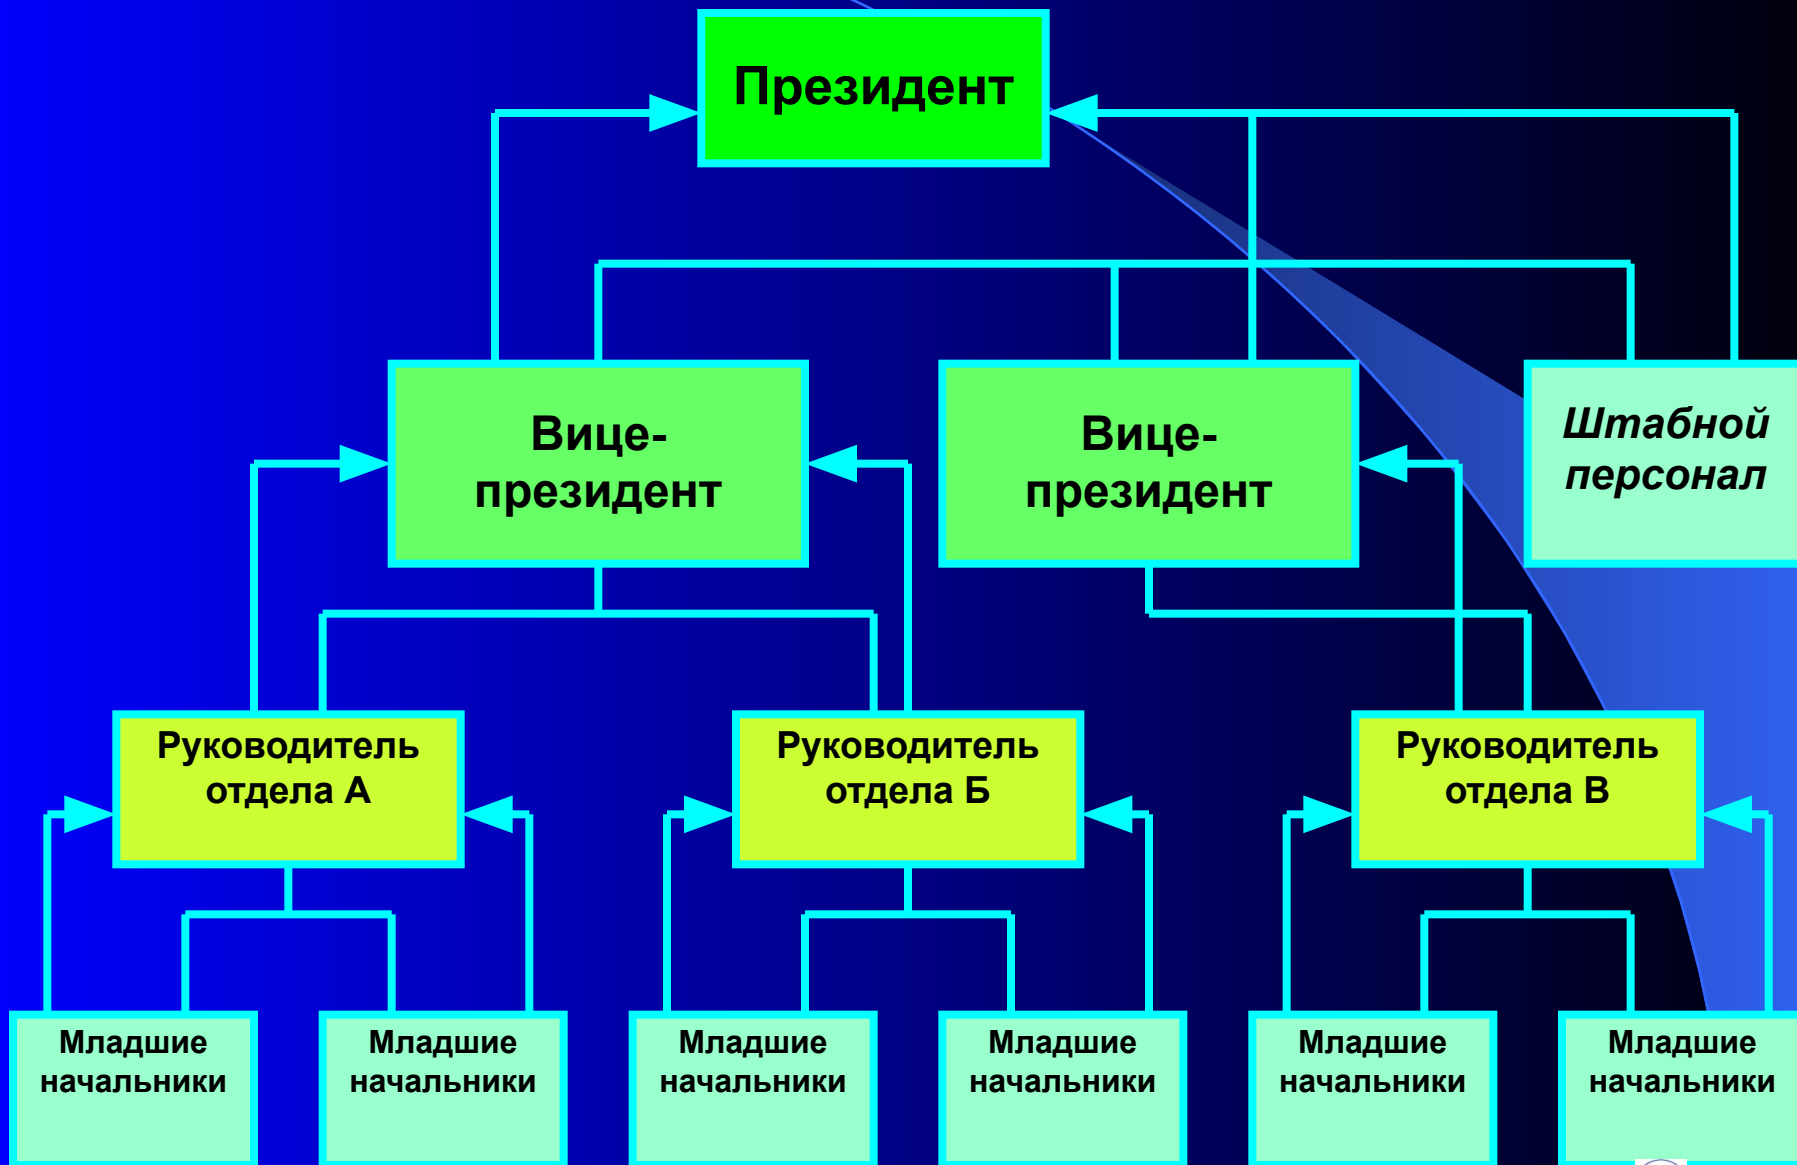 Президент
Вице-
президент
Вице-
президент
Штабной
персонал
Руководитель
отдела А
Руководитель
отдела Б
Руководитель
отдела В
Младшие
начальники
Младшие
начальники
Младшие
начальники
Младшие
начальники
Младшие
начальники
Младшие
начальники